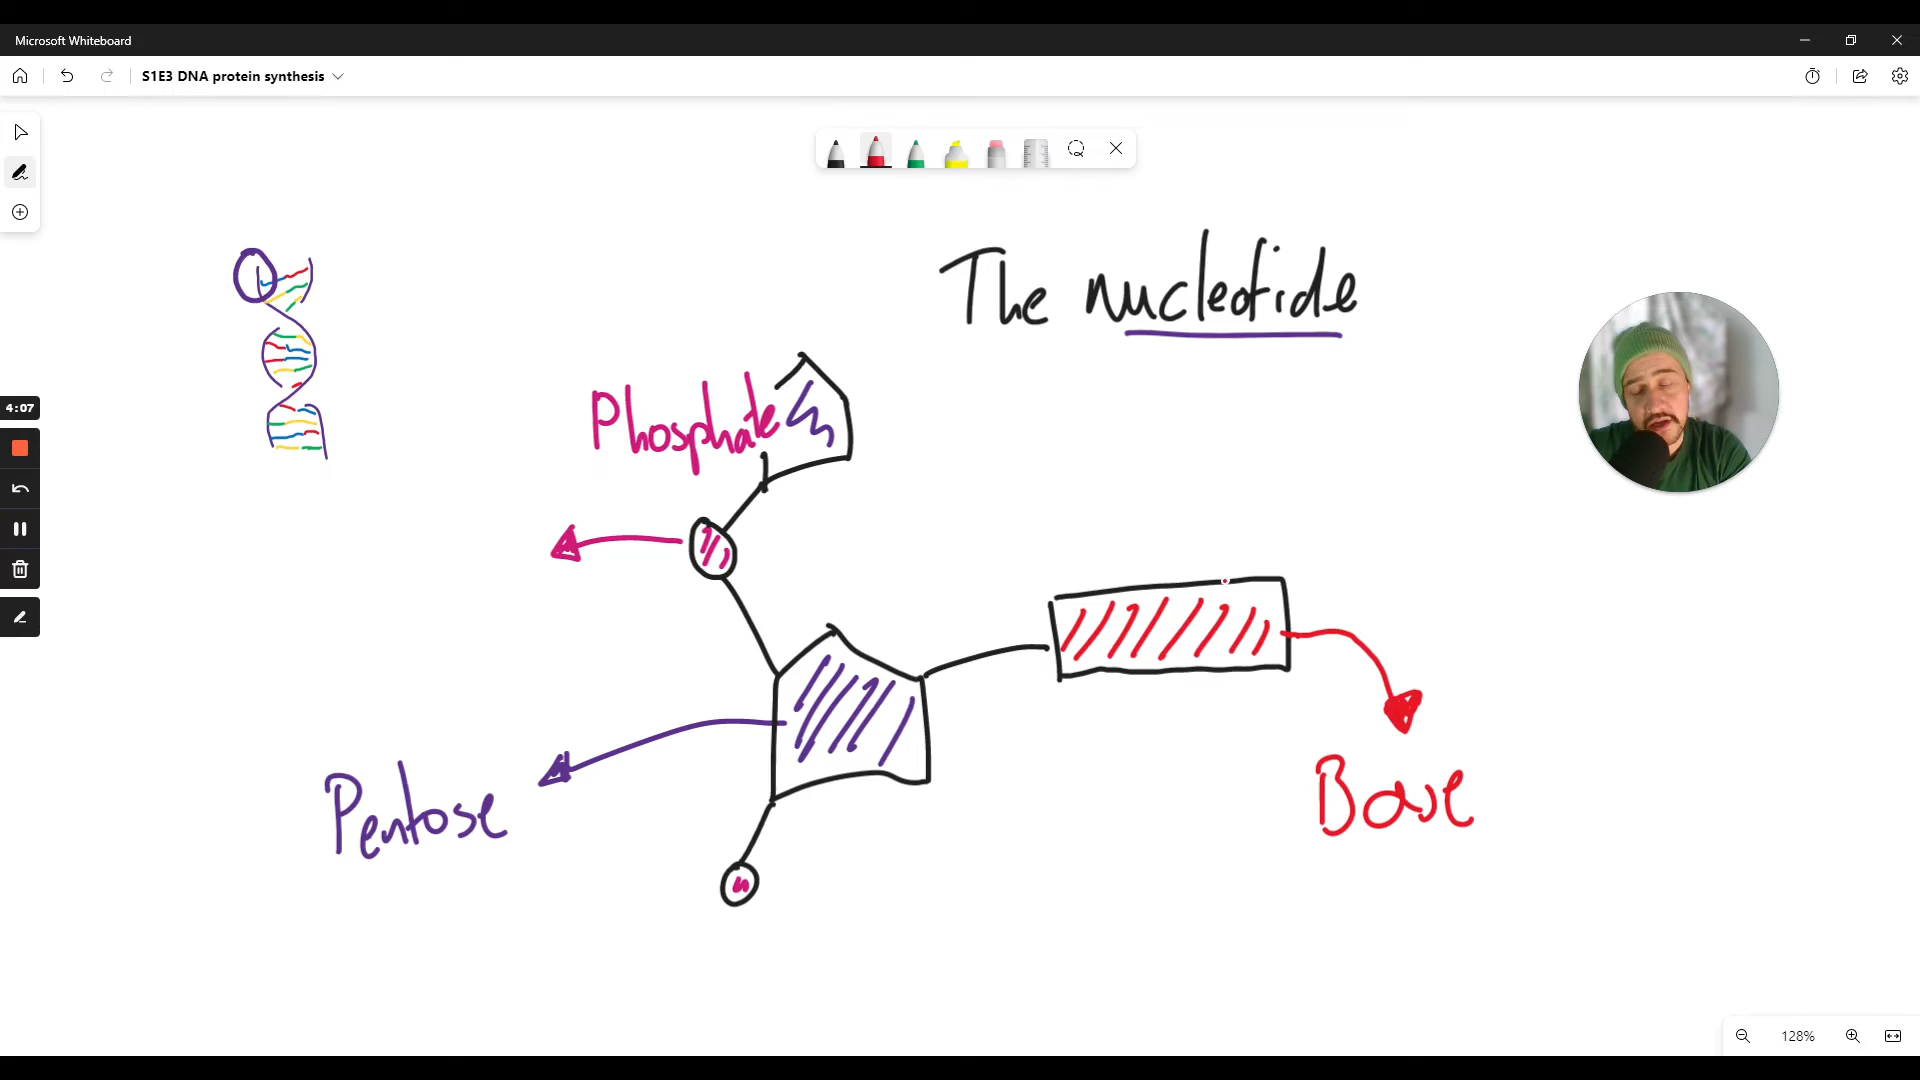 Microsoft Whiteboard
S1E3 DNA protein synthesis
The nucleotide
Phosphate
4:07
Pentose
Base
128%